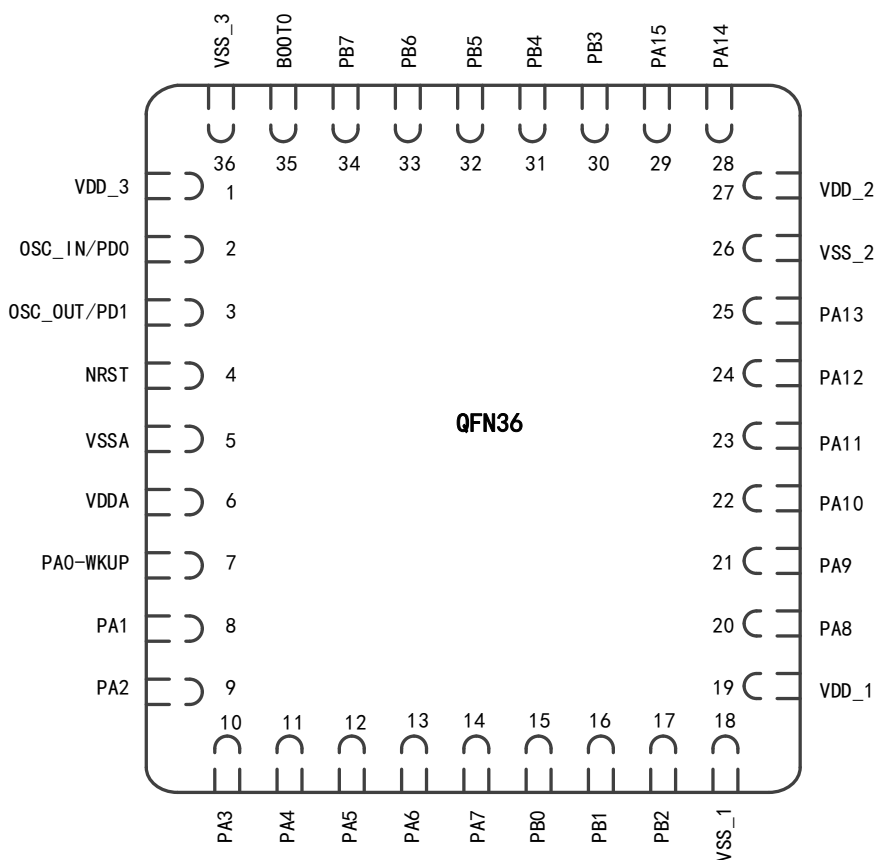 VSS_3 BOOT0 PB7 PB6 PB5 PB4 PB3 PA15 PA14
36 35 34 33 32 31 30 29 28
VDD_3 1 27 VDD_2
OSC_IN/PD0 2 26 VSS_2
OSC_OUT/PD1 3 25 PA13
NRST 4 24 PA12
QFN36
VSSA 5 23 PA11
VDDA 6 22 PA10
PA0-WKUP 7 21 PA9
PA1 8 20 PA8
PA2 9 19 VDD_1
10 11 12 13 14 15 16 17 18
PA3 PA4 PA5 PA6 PA7 PB0 PB1 PB2 VSS_1